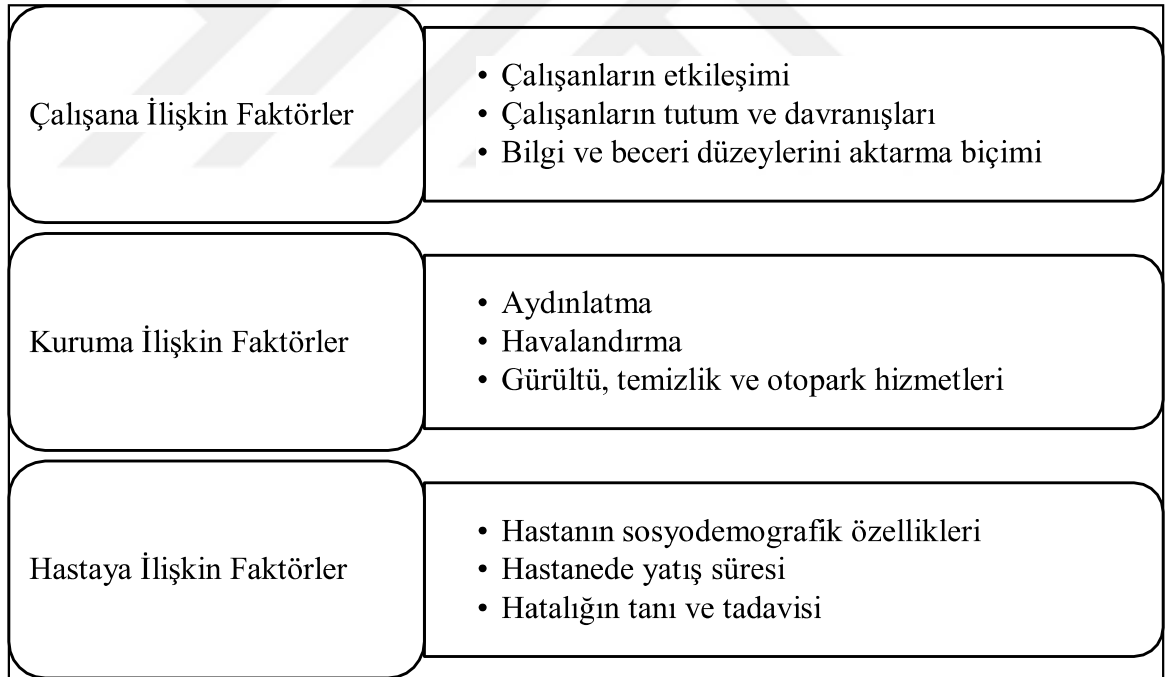 Çalışana İlişkin Faktörler
• Çalışanların etkileşimi
• Çalışanların tutum ve davranışları
• Bilgi ve beceri düzeylerini aktarma biçimi
Kuruma İlişkin Faktörler
• Aydınlatma
• Havalandırma
• Gürültü, temizlik ve otopark hizmetleri
Hastaya İlişkin Faktörler
• Hastanın sosyodemografik özellikleri
• Hastanede yatış süresi
• Hatalığın tanı ve tadavisi